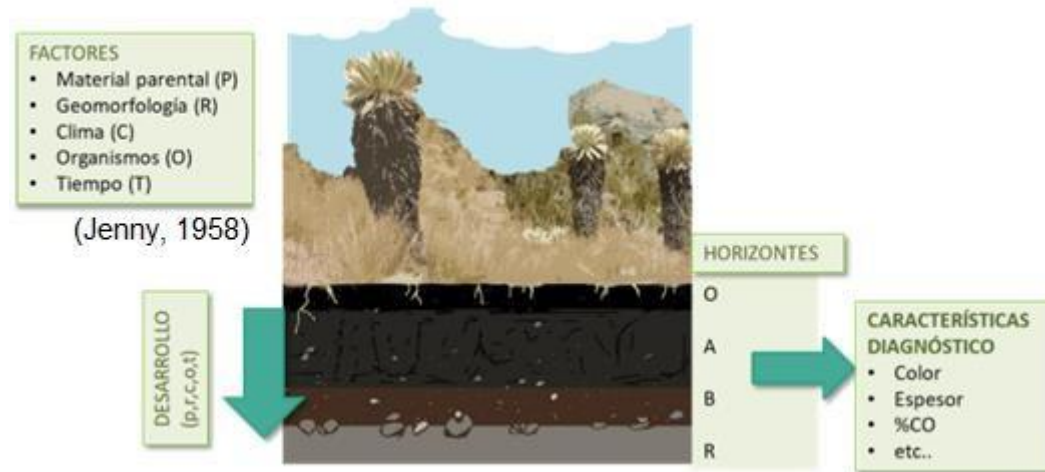 FACTORES
• Material parental (P)
• Geomorfología (R)
• Clima (C)
• Organismos (O)
• Tiempo (T)
(Jenny, 1958)
DESARROLLO
(p,r,c,o,t)
HORIZONTES
O
A
B
R
CARACTERÍSTICAS
DIAGNÓSTICO
• Color
• Espesor
• %CO
• etc..